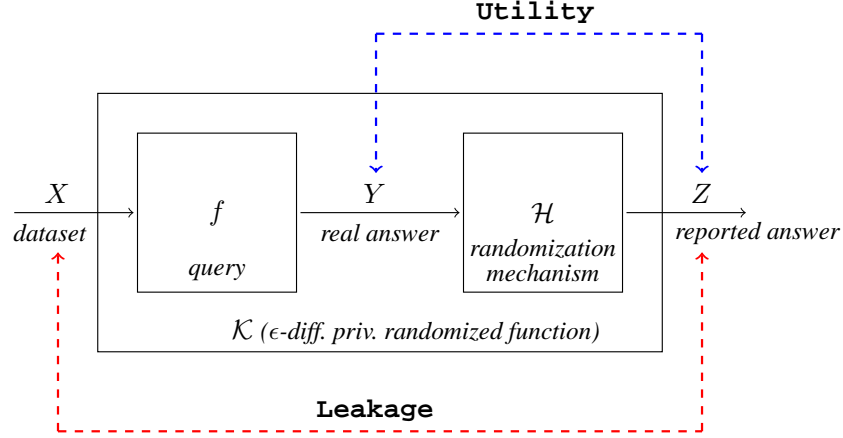 Utility
X
Y
Z
f
ℋ
dataset
real answer
reported answer
query
randomization
mechanism
𝒦 (ϵ-diff. priv. randomized function)
Leakage